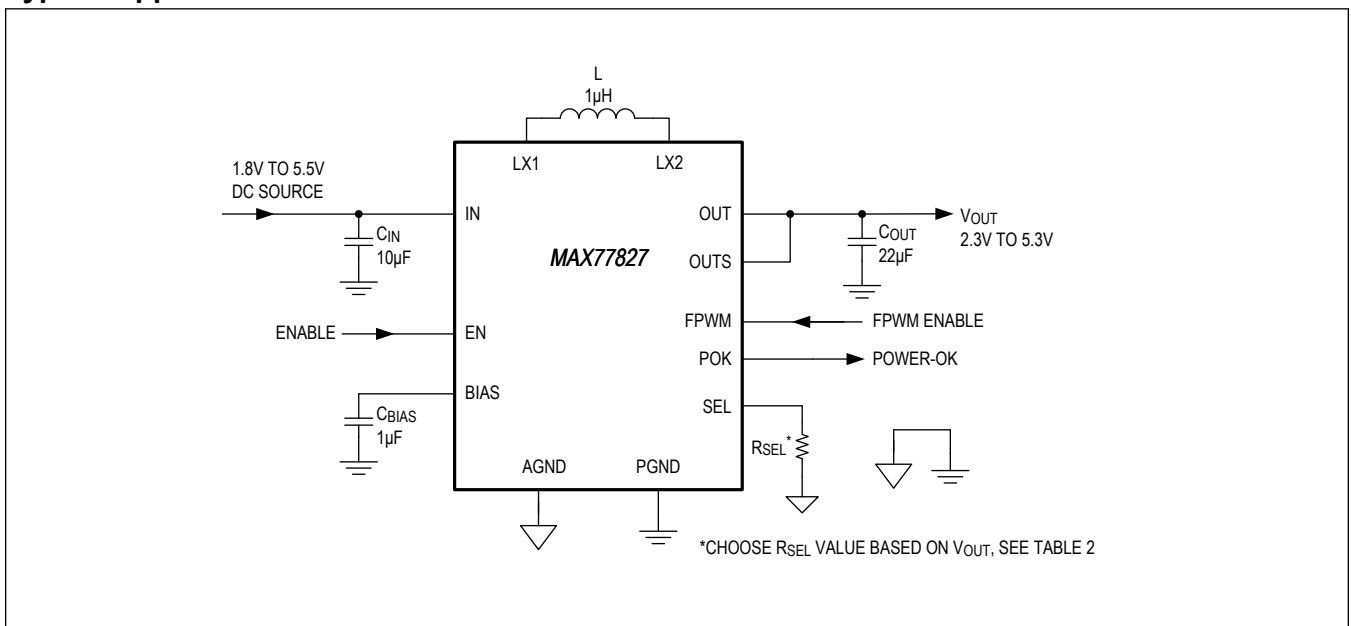 L
1µH
LX1
LX2
1.8V TO 5.5V
DC SOURCE
IN
OUT
VOUT
2.3V TO 5.3V
CIN
10µF
COUT
22µF
MAX77827
OUTS
FPWM
FPWM ENABLE
ENABLE
EN
POK
POWER-OK
BIAS
SEL
CBIAS
1µF
RSEL*
AGND
PGND
*CHOOSE RSEL VALUE BASED ON VOUT, SEE TABLE 2